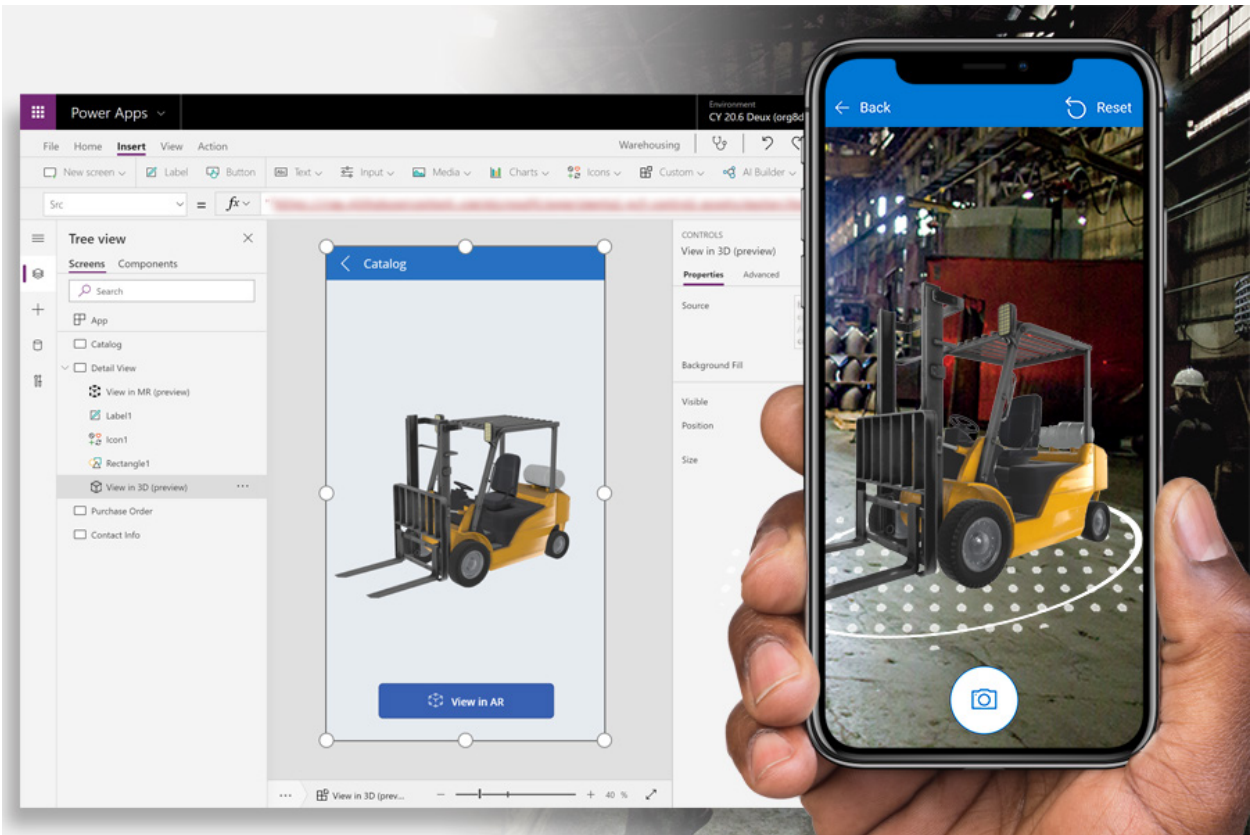 Power Apps
Environment
CY 20.6 Deux (org8d
File Home Insert View Action
Warehousing
New screen Label Button Text Input Media Charts Icons Custom AI Builder
Src = fx
Tree view
Screens Components
Search
App
Catalog
Detail View
View in MR (preview)
Label1
Icon1
Rectangle1
View in 3D (preview) ...
Purchase Order
Contact Info
Catalog
View in AR
... View in 3D (prev... - + 40 %
CONTROLS
View in 3D (preview)
Properties Advanced
Source
Background Fill
Visible
Position
Size
Back Reset